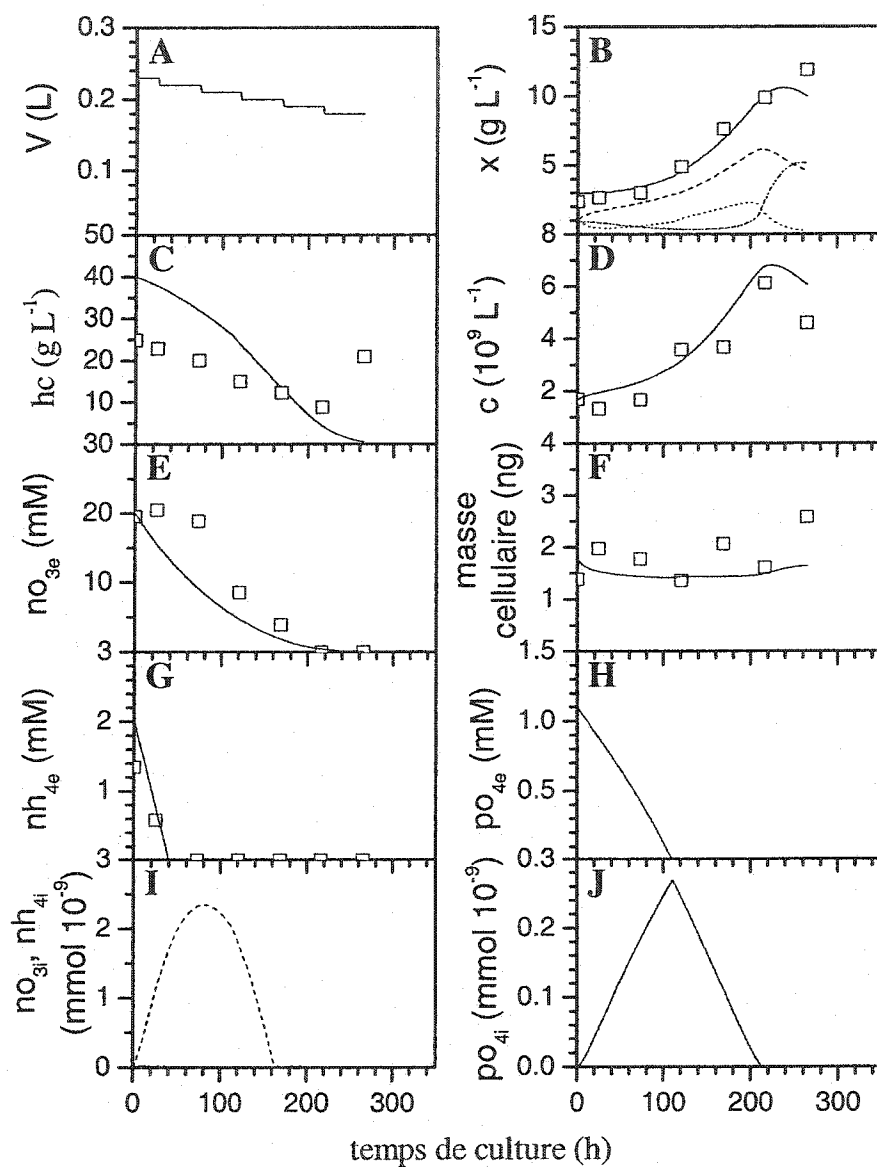 A
V (L)
0.3
0.2
0.1
B
x (g L⁻¹)
15
10
5
C
hc (g L⁻¹)
50
40
30
20
10
D
c (10⁹ L⁻¹)
8
6
4
2
E
no₃ₑ (mM)
30
20
10
F
masse
cellulaire (ng)
4
3
2
1
G
nh₄ₑ (mM)
3
2
1
H
po₄ₑ (mM)
1.5
1.0
0.5
I
no₃ᵢ, nh₄ᵢ
(mmol 10⁻⁹)
3
2
1
0
0 100 200 300
J
po₄ᵢ (mmol 10⁻⁹)
0.3
0.2
0.1
0.0
0 100 200 300
temps de culture (h)